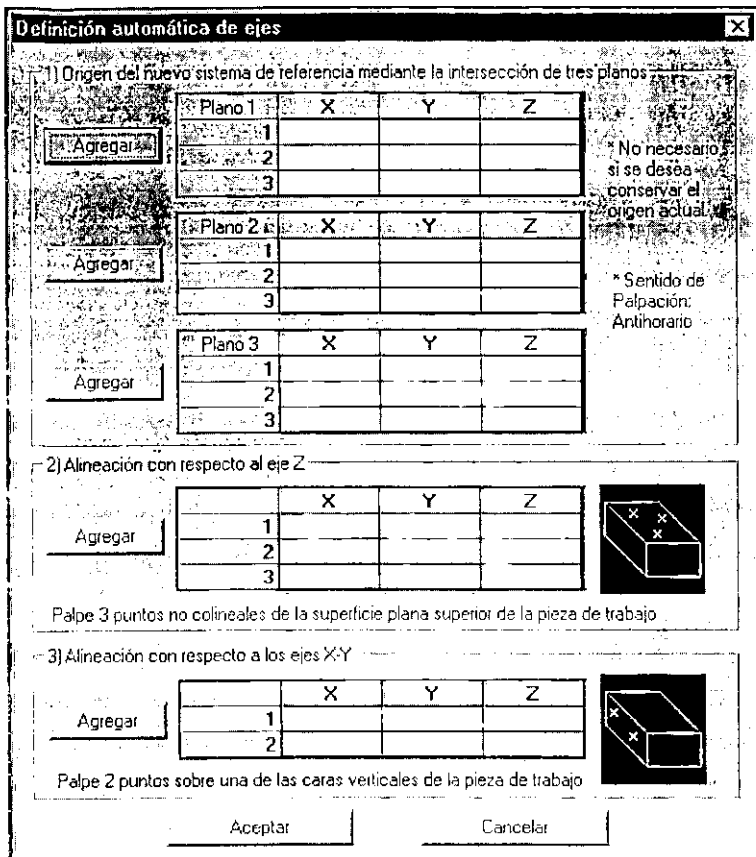 Definición automática de ejes
1) Origen del nuevo sistema de referencia mediante la intersección de tres planos
Agregar
Plano 1 X Y Z
1
2
3
* No necesario si se desea conservar el origen actual.
Agregar
Plano 2 X Y Z
1
2
3
* Sentido de Palpación: Antihorario
Agregar
Plano 3 X Y Z
1
2
3
2) Alineación con respecto al eje Z
Agregar
X Y Z
1
2
3
Palpe 3 puntos no colineales de la superficie plana superior de la pieza de trabajo
3) Alineación con respecto a los ejes X-Y
Agregar
X Y Z
1
2
Palpe 2 puntos sobre una de las caras verticales de la pieza de trabajo
Aceptar Cancelar